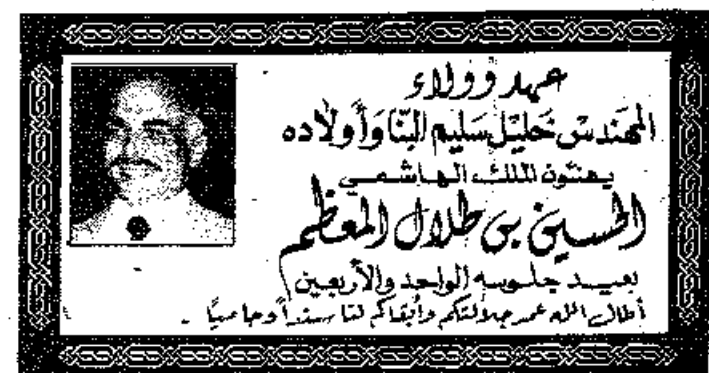 عهد وولاء
المهندس خليل سليم البنا وأولاده
يهنئون الملك الهاشمي
الحسين بن طلال المعظم
بعيد جلوسه الواحد والأربعين
أطال الله عمر جلالتكم وأبقاكم لنا سنداً وحامياً .